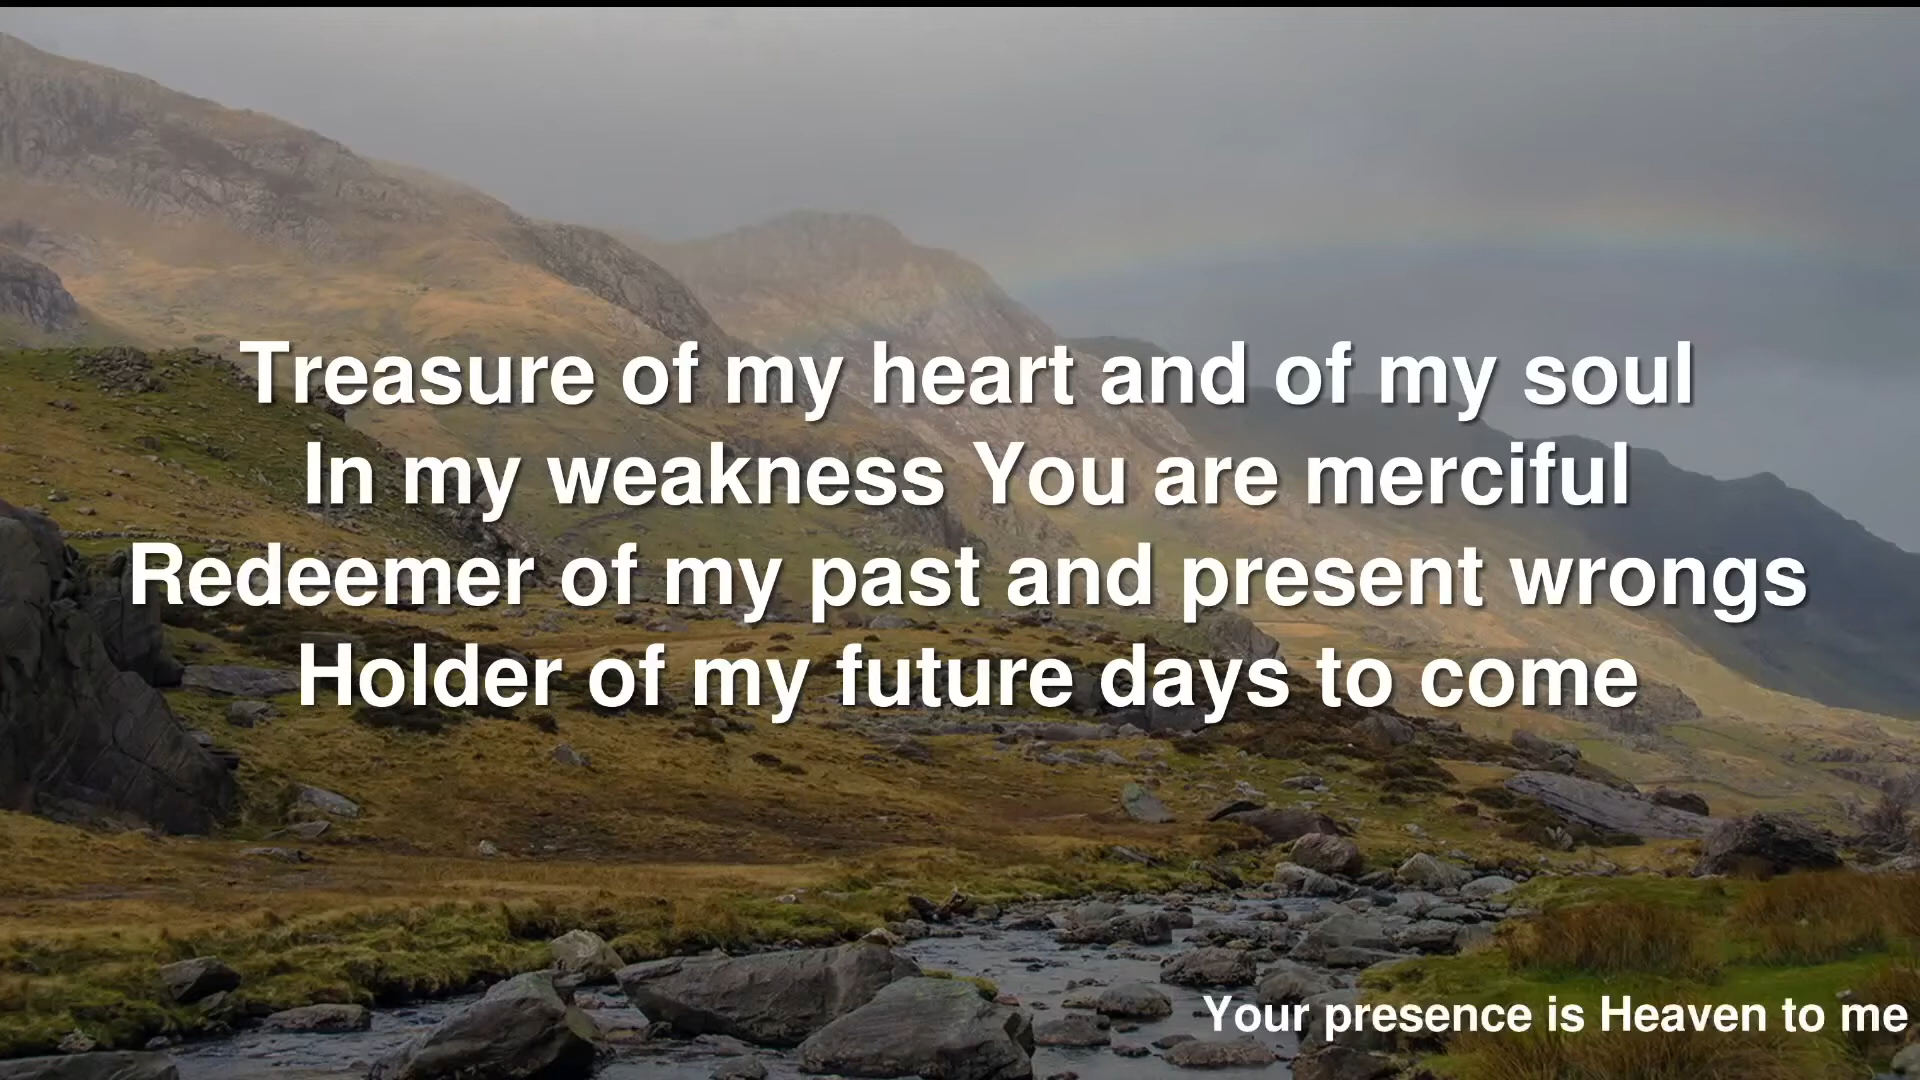 Treasure of my heart and of my soul
In my weakness You are merciful
Redeemer of my past and present wrongs
Holder of my future days to come
Your presence is Heaven to me